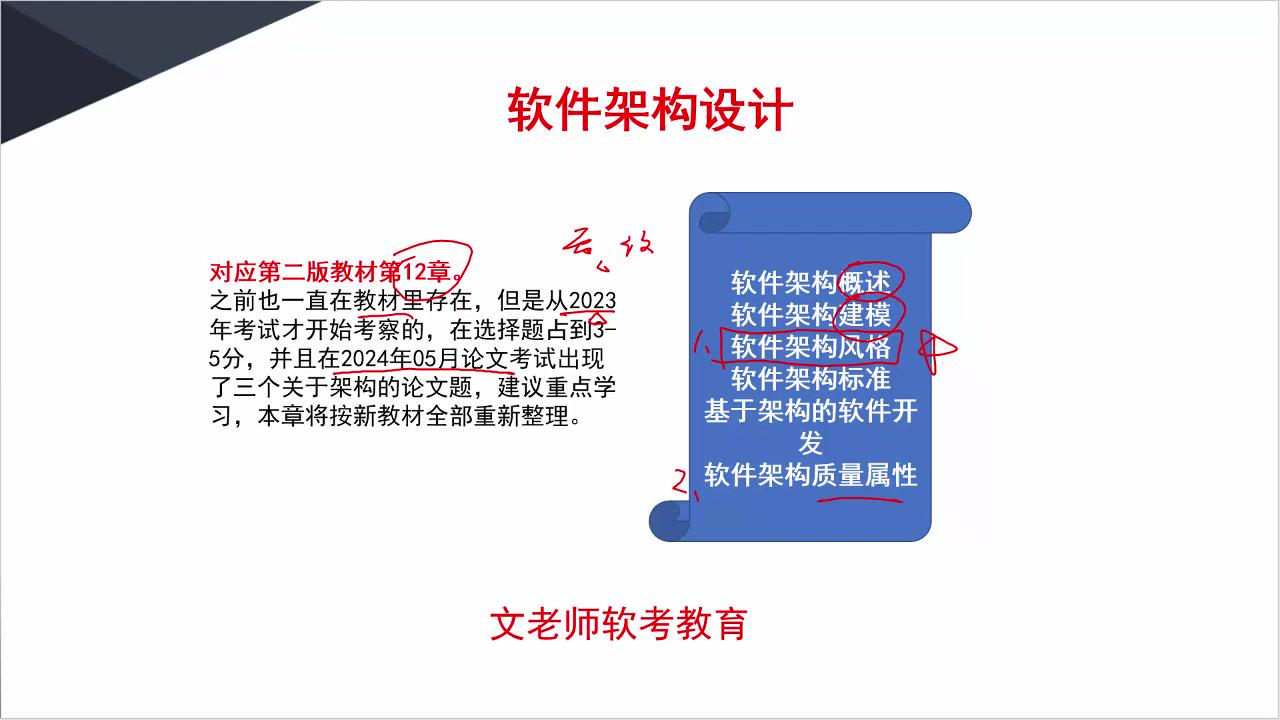 软件架构设计
对应第二版教材第12章。
之前也一直在教材里存在，但是从2023
年考试才开始考察的，在选择题占到3-
5分，并且在2024年05月论文考试出现
了三个关于架构的论文题，建议重点学
习，本章将按新教材全部重新整理。
软件架构概述
软件架构建模
1、软件架构风格
软件架构标准
基于架构的软件开
发
2、软件架构质量属性
文老师软考教育